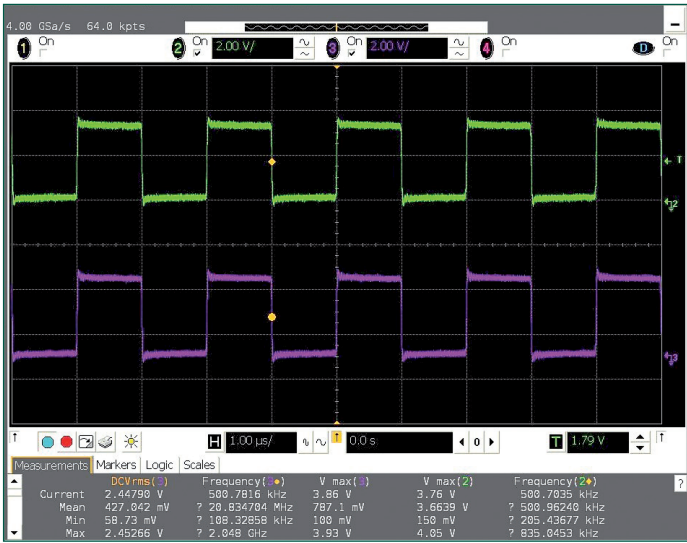 4.00 GSa/s 64.0 kpts
1 On 2 On 2.00 V/ 3 On 2.00 V/ 4 On D On
T
2
3
H 1.00 µs/ T 0.0 s 0 T 1.79 V
Measurements Markers Logic Scales
DCVrms(3) Frequency(3) V max(3) V max(2) Frequency(2) ?
Current 2.44790 V 500.7816 kHz 3.86 V 3.76 V 500.7035 kHz
Mean 427.042 mV ? 20.834704 MHz 787.1 mV 3.6639 V ? 500.96240 kHz
Min 58.73 mV ? 108.32858 kHz 100 mV 150 mV ? 205.43677 kHz
Max 2.45266 V ? 2.048 GHz 3.93 V 4.05 V ? 835.0453 kHz